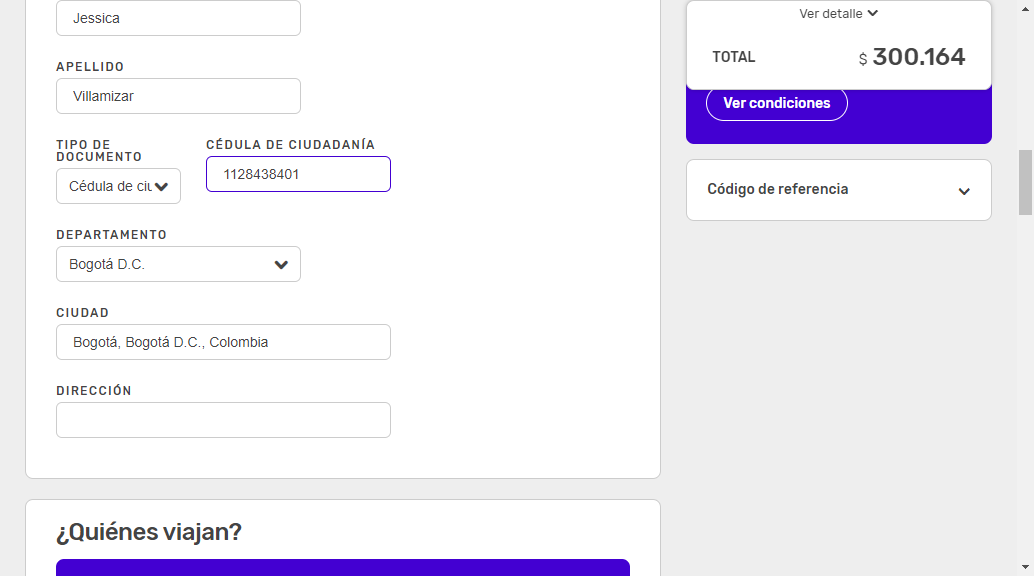 Jessica
APELLIDO
Villamizar
TIPO DE
DOCUMENTO
Cédula de ciu
CÉDULA DE CIUDADANÍA
1128438401
DEPARTAMENTO
Bogotá D.C.
CIUDAD
Bogotá, Bogotá D.C., Colombia
DIRECCIÓN
¿Quiénes viajan?
Ver detalle
TOTAL $ 300.164
Ver condiciones
Código de referencia